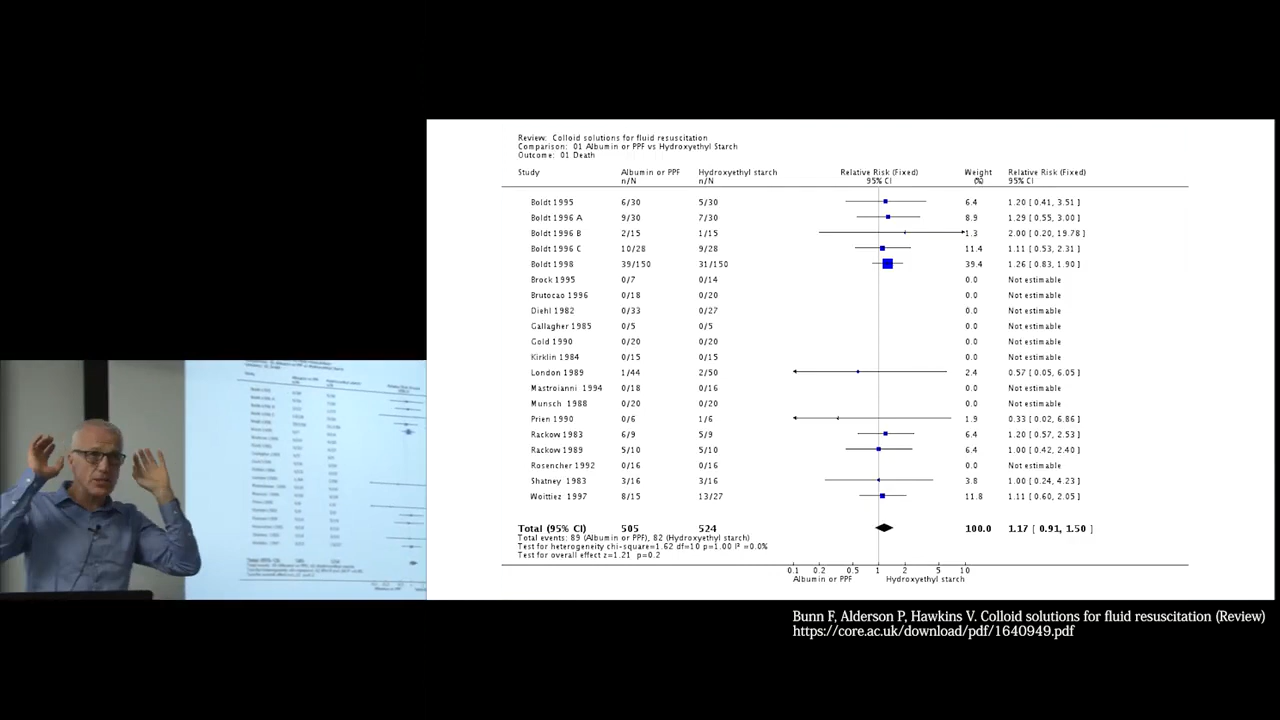 Review: Colloid solutions for fluid resuscitation
Comparison: 01 Albumin or PPF vs Hydroxyethyl Starch
Outcome: 01 Death
Study Albumin or PPF Hydroxyethyl starch Relative Risk (Fixed) Weight Relative Risk (Fixed)
n/N n/N 95% CI (%) 95% CI
Boldt 1995 6/30 5/30 6.4 1.20 [ 0.41, 3.51 ]
Boldt 1996 A 9/30 7/30 8.9 1.29 [ 0.55, 3.00 ]
Boldt 1996 B 2/15 1/15 1.3 2.00 [ 0.20, 19.78 ]
Boldt 1996 C 10/28 9/28 11.4 1.11 [ 0.53, 2.31 ]
Boldt 1998 39/150 31/150 39.4 1.26 [ 0.83, 1.90 ]
Brock 1995 0/7 0/14 0.0 Not estimable
Brutocao 1996 0/18 0/20 0.0 Not estimable
Diehl 1982 0/33 0/27 0.0 Not estimable
Gallagher 1985 0/5 0/5 0.0 Not estimable
Gold 1990 0/20 0/20 0.0 Not estimable
Kirklin 1984 0/15 0/15 0.0 Not estimable
London 1989 1/44 2/50 2.4 0.57 [ 0.05, 6.05 ]
Mastroianni 1994 0/18 0/16 0.0 Not estimable
Munsch 1988 0/20 0/20 0.0 Not estimable
Prien 1990 0/6 1/6 1.9 0.33 [ 0.02, 6.86 ]
Rackow 1983 6/9 5/9 6.4 1.20 [ 0.57, 2.53 ]
Rackow 1989 5/10 5/10 6.4 1.00 [ 0.42, 2.40 ]
Rosencher 1992 0/16 0/16 0.0 Not estimable
Shatney 1983 3/16 3/16 3.8 1.00 [ 0.24, 4.23 ]
Woittiez 1997 8/15 13/27 11.8 1.11 [ 0.60, 2.05 ]
Total (95% CI) 505 524 100.0 1.17 [ 0.91, 1.50 ]
Total events: 89 (Albumin or PPF), 82 (Hydroxyethyl starch)
Test for heterogeneity chi-square=1.62 df=10 p=1.00 I² =0.0%
Test for overall effect z=1.21 p=0.2
0.1 0.2 0.5 1 2 5 10
Albumin or PPF Hydroxyethyl starch
Bunn F, Alderson P, Hawkins V. Colloid solutions for fluid resuscitation (Review)
https://core.ac.uk/download/pdf/1640949.pdf